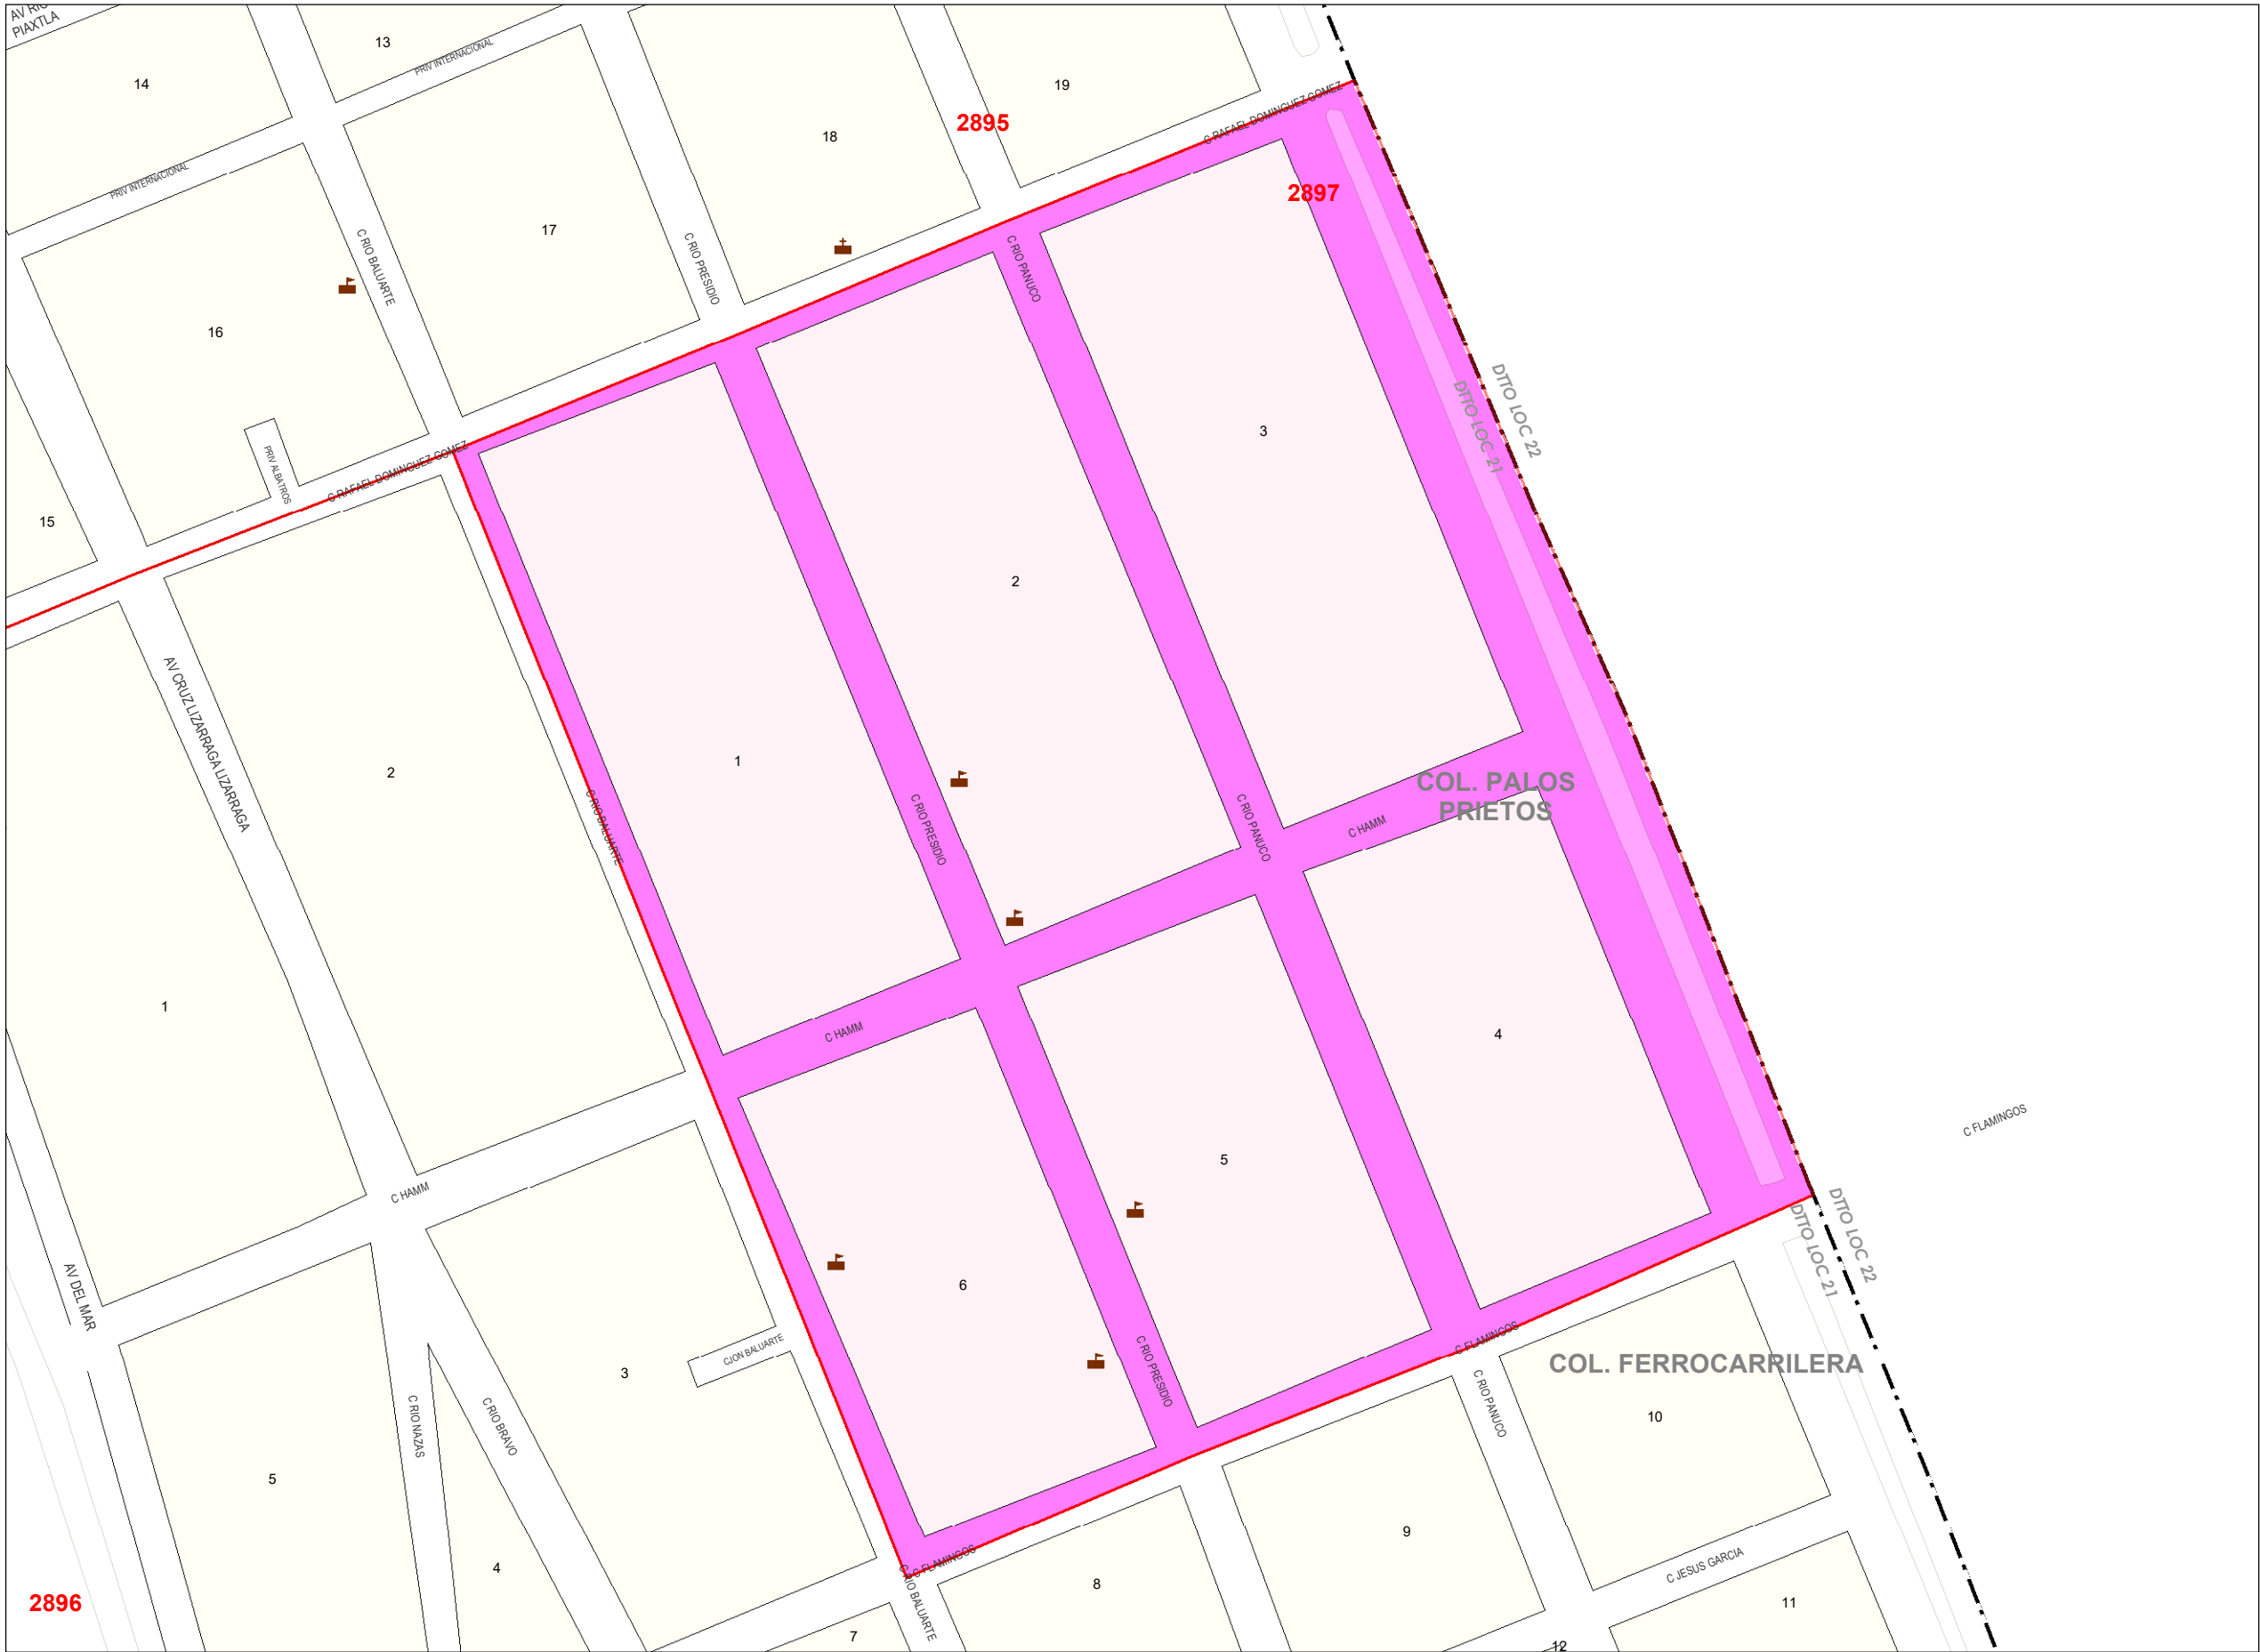 PIAXTLA
13
PRIV INTERNACIONAL
14
19
C RAFAEL DOMINGUEZ GOMEZ
2895
18
PRIV INTERNACIONAL
2897
17
C RIO BALUARTE
C RIO PRESIDIO
C RIO PANUCO
16
DTTO LOC 22
DTTO LOC 21
3
C RAFAEL DOMINGUEZ GOMEZ
PRIV ALBATROS
15
2
AV CRUZ LIZARRAGA LIZARRAGA
2
1
COL. PALOS
PRIETOS
C RIO BALUARTE
C RIO PRESIDIO
C RIO PANUCO
C HAMM
1
C HAMM
4
C FLAMINGOS
5
C HAMM
DTTO LOC 22
DTTO LOC 21
AV DEL MAR
6
C FLAMINGOS
CJON BALUARTE
3
C RIO PRESIDIO
COL. FERROCARRILERA
C RIO NAZAS
C RIO BRAVO
C RIO PANUCO
10
5
9
C FLAMINGOS
C JESUS GARCIA
4
8
C RIO BALUARTE
2896
11
7
12